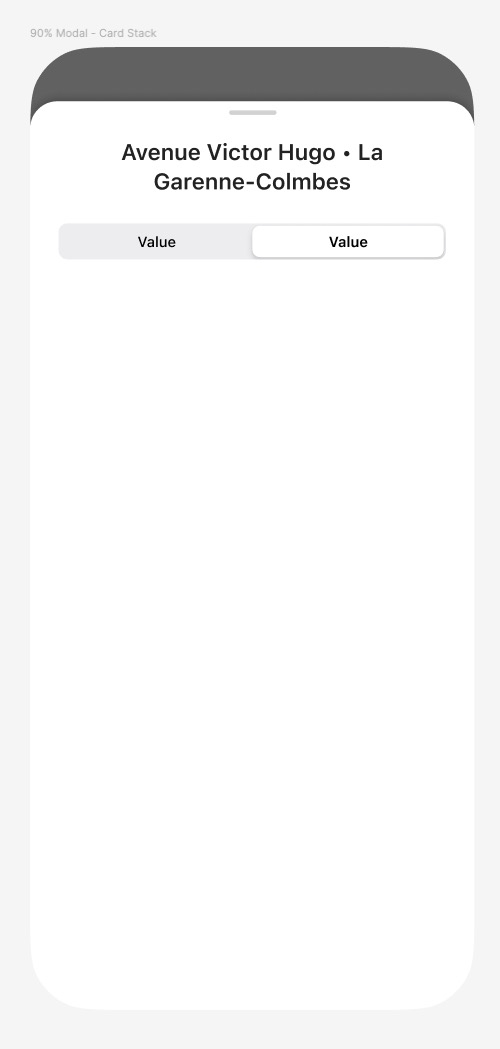 90% Modal - Card Stack
Avenue Victor Hugo • La
Garenne-Colmbes
Value
Value